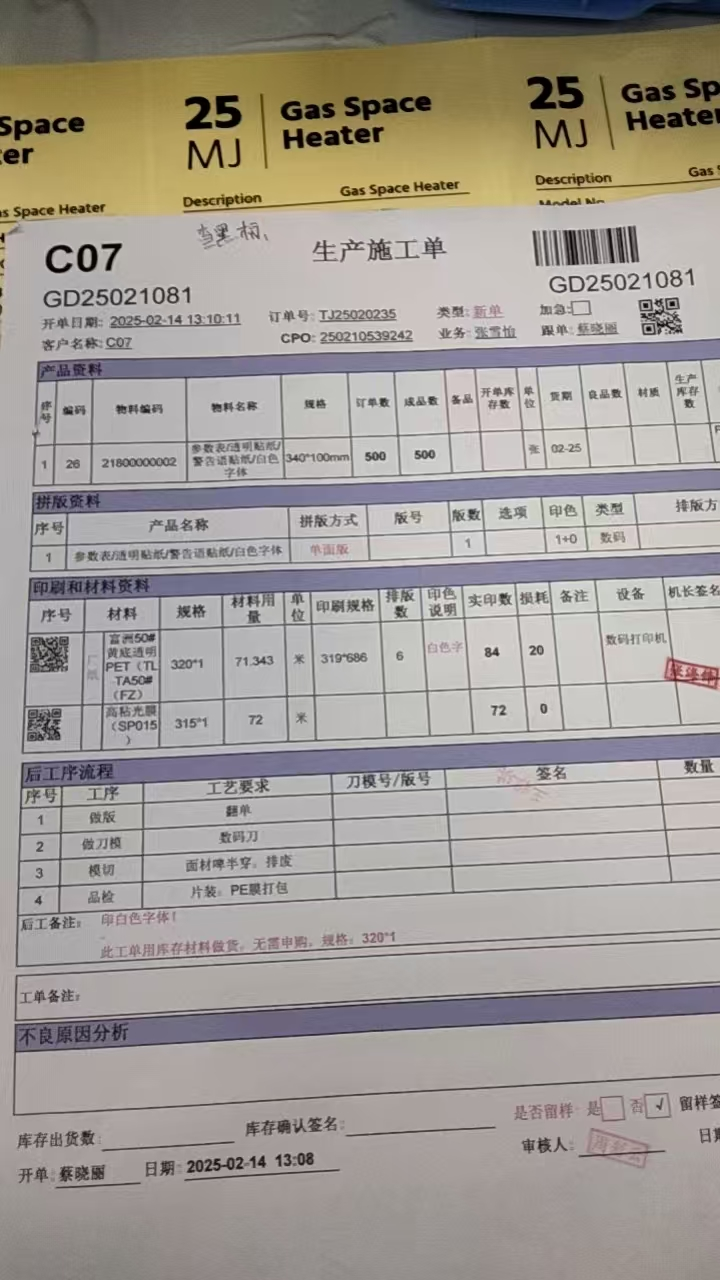 Space
er
25
MJ
Gas Space
Heater
25
MJ
Gas Sp
Heater
as Space Heater
Description
Gas Space Heater
Description
Gas S
Model No
C07
生产施工单
GD25021081
GD25021081
开单日期: 2025-02-14 13:10:11 订单号: TJ25020235 类型: 新单 加急:
客户名称: C07 CPO: 250210539242 业务: 张雪怡 跟单: 蔡晓丽
产品资料
序号 编码 物料编码 物料名称 规格 订单数 成品数 备品 开单库存数 单位 货期 良品数 材质 生产库存数
1 26 21800000002 参数表/透明贴纸/警告语贴纸/白色字体 340*100mm 500 500 张 02-25
拼版资料
序号 产品名称 拼版方式 版号 版数 选项 印色 类型 排版方
1 参数表/透明贴纸/警告语贴纸/白色字体 单面版 1 1+0 数码
印刷和材料资料
序号 材料 规格 材料用量 单位 印刷规格 排版数 印色说明 实印数 损耗 备注 设备 机长签名
厂纸 富洲50#黄底透明PET（TL-TA50#（FZ） 320*1 71.343 米 319*686 6 白色字 84 20 数码打印机
高粘光膜（SP015） 315*1 72 米 72 0
后工序流程
序号 工序 工艺要求 刀模号/版号 签名 数量
1 做版 翻单
2 做刀模 数码刀
3 模切 面材啤半穿，排废
4 品检 片装，PE膜打包
后工备注: 印白色字体！
此工单用库存材料做货，无需申购，规格：320*1
工单备注:
不良原因分析
是否留样: 是 否 √ 留样签
库存出货数: 库存确认签名:
审核人: 日期
开单: 蔡晓丽 日期: 2025-02-14 13:08